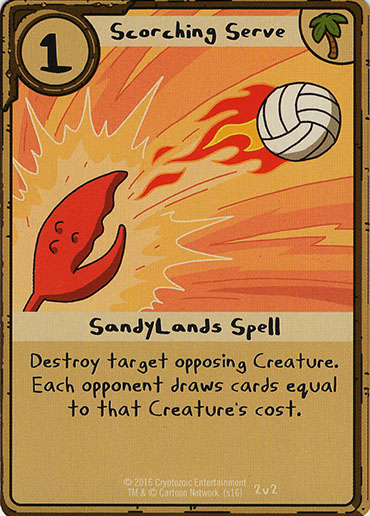 1
Scorching Serve
SandyLands Spell
Destroy target opposing Creature.
Each opponent draws cards equal
to that Creature's cost.
© 2016 Cryptozoic Entertainment
TM & © Cartoon Network. (s16) 2v2